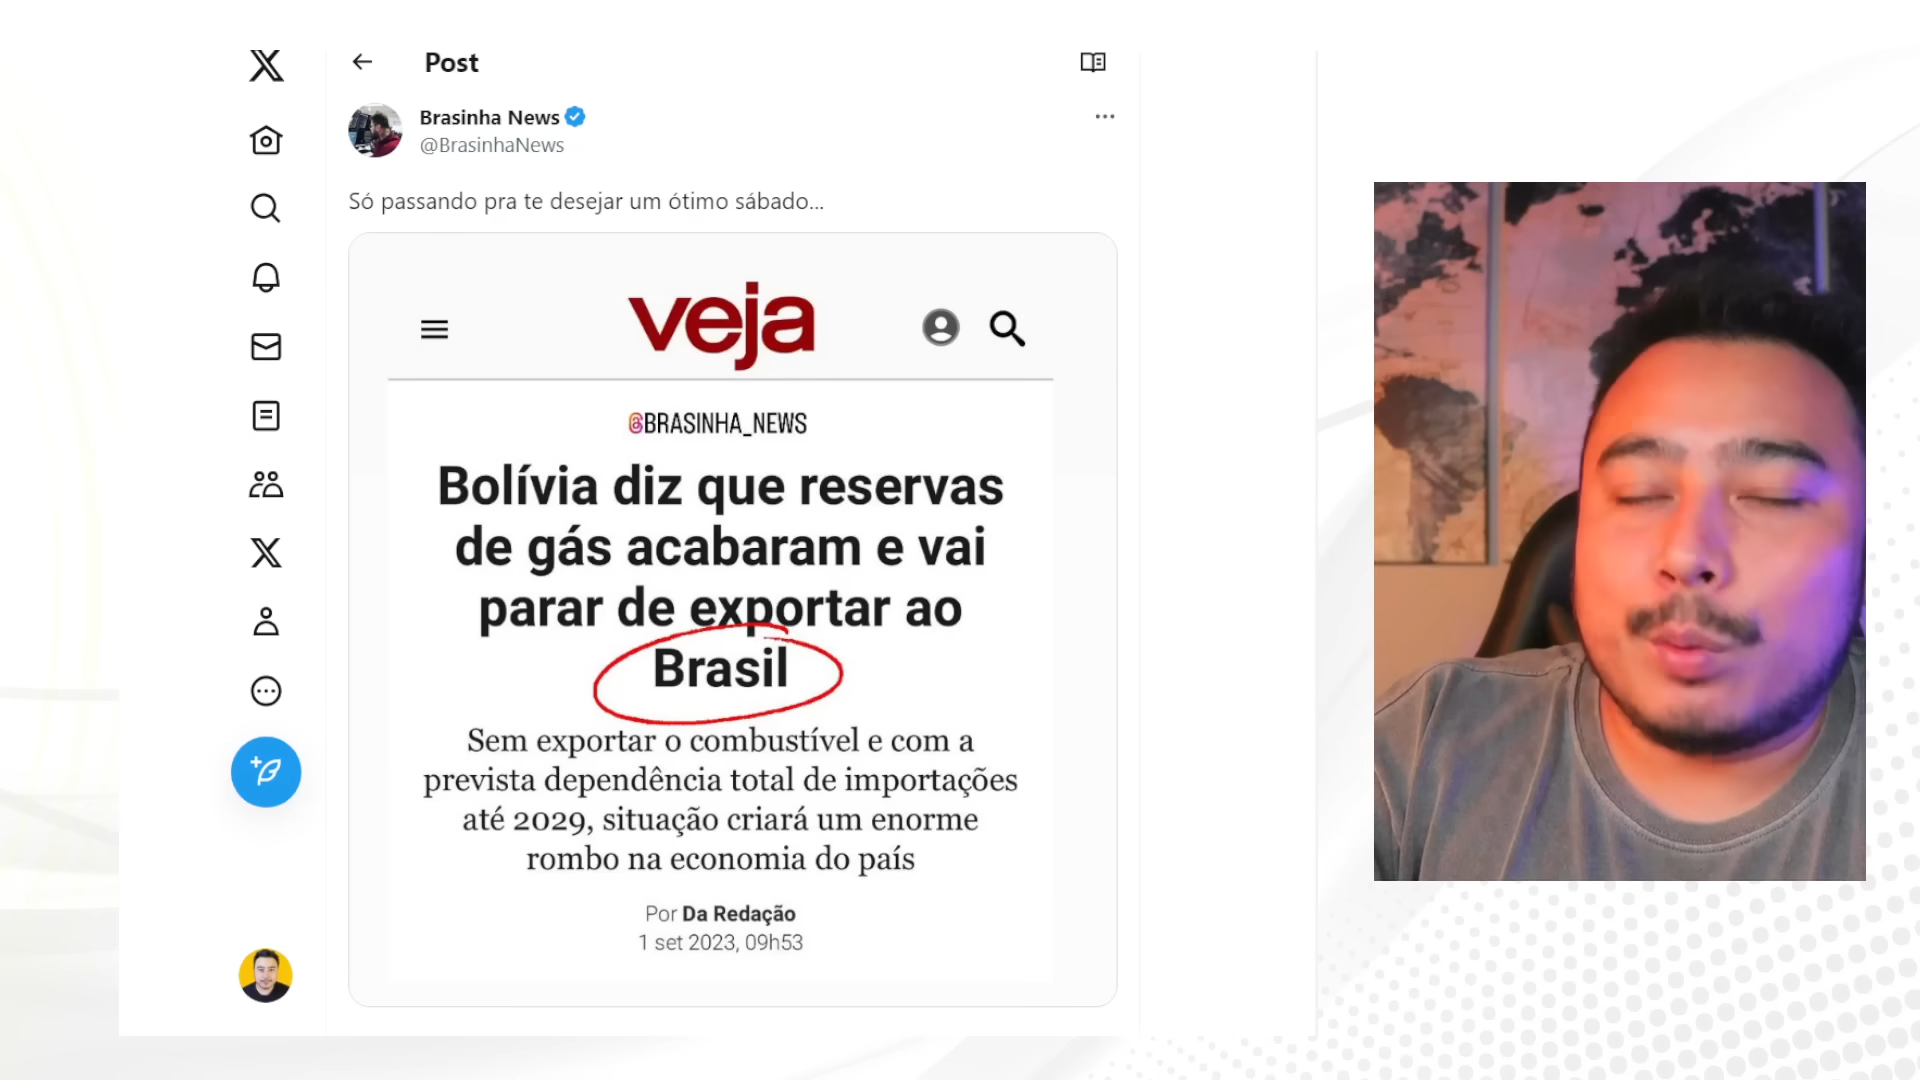 Post
Brasinha News
@BrasinhaNews
Só passando pra te desejar um ótimo sábado...
veja
@BRASINHA_NEWS
Bolívia diz que reservas
de gás acabaram e vai
parar de exportar ao
Brasil
Sem exportar o combustível e com a
prevista dependência total de importações
até 2029, situação criará um enorme
rombo na economia do país
Por Da Redação
1 set 2023, 09h53